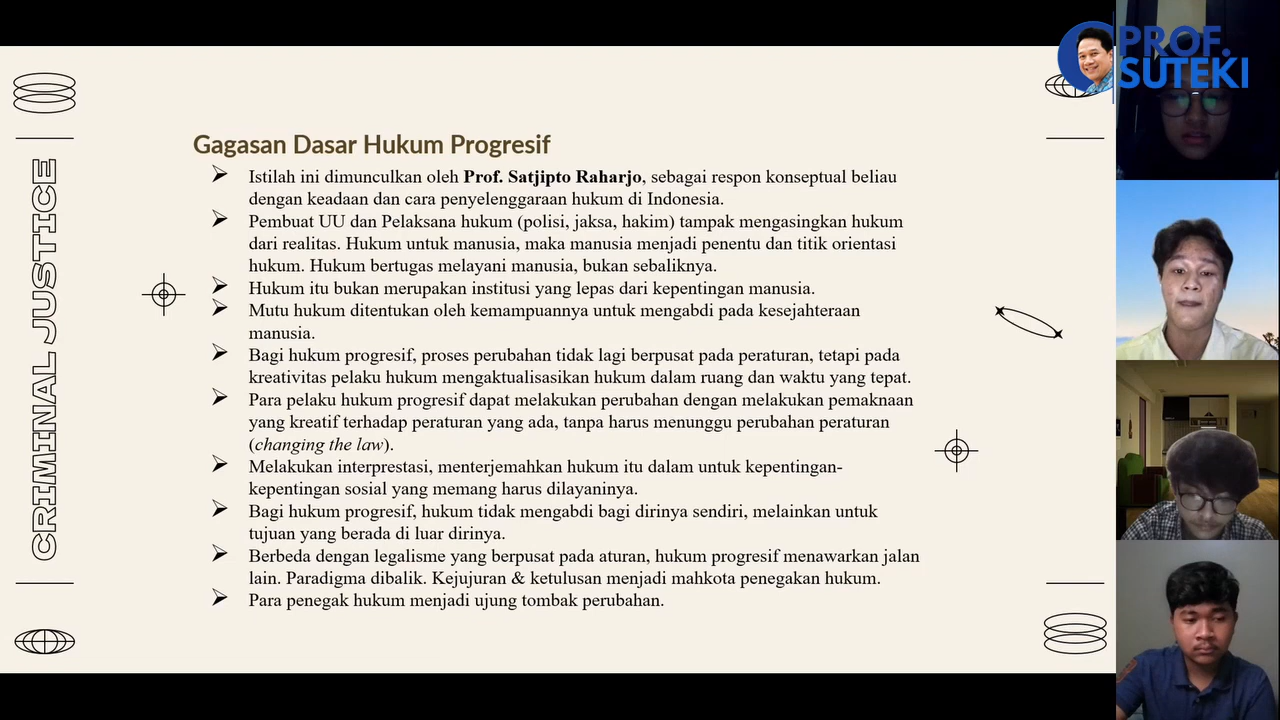 PROF.
SUTEKI
CRIMINAL JUSTICE
Gagasan Dasar Hukum Progresif
Istilah ini dimunculkan oleh Prof. Satjipto Raharjo, sebagai respon konseptual beliau
dengan keadaan dan cara penyelenggaraan hukum di Indonesia.
Pembuat UU dan Pelaksana hukum (polisi, jaksa, hakim) tampak mengasingkan hukum
dari realitas. Hukum untuk manusia, maka manusia menjadi penentu dan titik orientasi
hukum. Hukum bertugas melayani manusia, bukan sebaliknya.
Hukum itu bukan merupakan institusi yang lepas dari kepentingan manusia.
Mutu hukum ditentukan oleh kemampuannya untuk mengabdi pada kesejahteraan
manusia.
Bagi hukum progresif, proses perubahan tidak lagi berpusat pada peraturan, tetapi pada
kreativitas pelaku hukum mengaktualisasikan hukum dalam ruang dan waktu yang tepat.
Para pelaku hukum progresif dapat melakukan perubahan dengan melakukan pemaknaan
yang kreatif terhadap peraturan yang ada, tanpa harus menunggu perubahan peraturan
(changing the law).
Melakukan interprestasi, menterjemahkan hukum itu dalam untuk kepentingan-
kepentingan sosial yang memang harus dilayaninya.
Bagi hukum progresif, hukum tidak mengabdi bagi dirinya sendiri, melainkan untuk
tujuan yang berada di luar dirinya.
Berbeda dengan legalisme yang berpusat pada aturan, hukum progresif menawarkan jalan
lain. Paradigma dibalik. Kejujuran & ketulusan menjadi mahkota penegakan hukum.
Para penegak hukum menjadi ujung tombak perubahan.